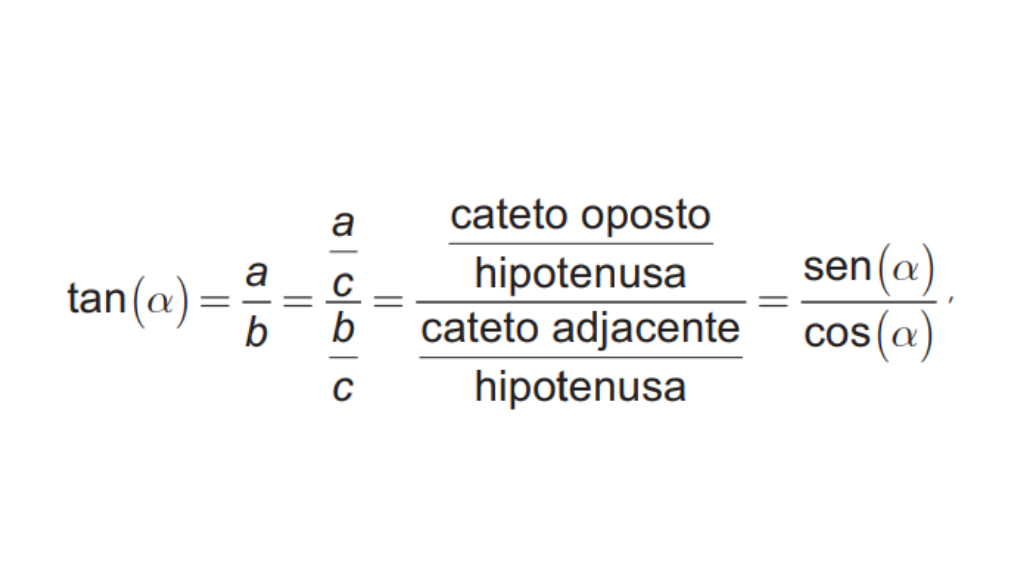 tan(α) = a/b = (a/c)/(b/c) = (cateto oposto/hipotenusa)/(cateto adjacente/hipotenusa) = sen(α)/cos(α),